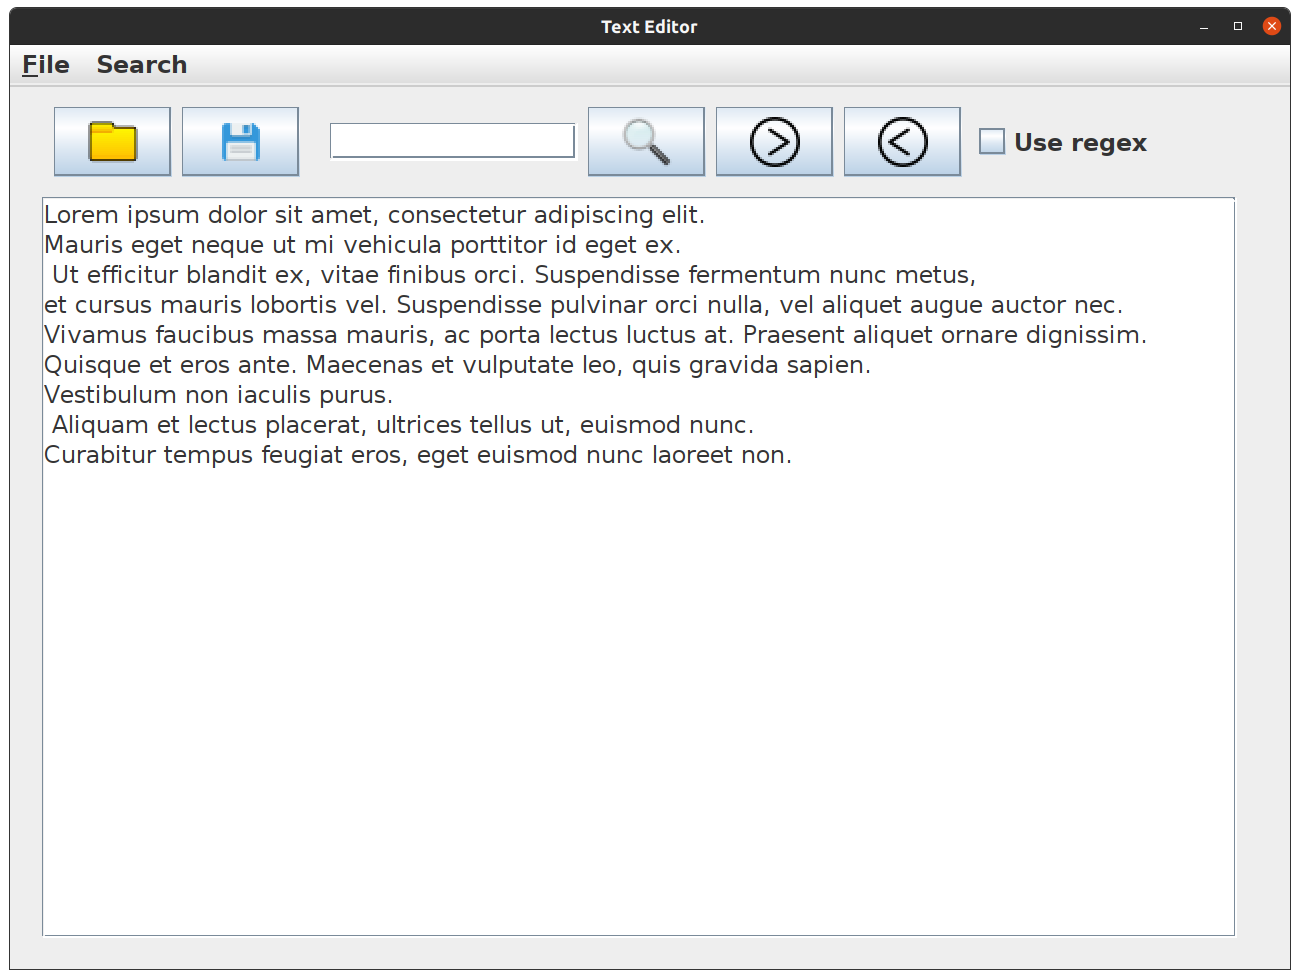 Text Editor
File Search
Use regex
Lorem ipsum dolor sit amet, consectetur adipiscing elit.
Mauris eget neque ut mi vehicula porttitor id eget ex.
Ut efficitur blandit ex, vitae finibus orci. Suspendisse fermentum nunc metus,
et cursus mauris lobortis vel. Suspendisse pulvinar orci nulla, vel aliquet augue auctor nec.
Vivamus faucibus massa mauris, ac porta lectus luctus at. Praesent aliquet ornare dignissim.
Quisque et eros ante. Maecenas et vulputate leo, quis gravida sapien.
Vestibulum non iaculis purus.
Aliquam et lectus placerat, ultrices tellus ut, euismod nunc.
Curabitur tempus feugiat eros, eget euismod nunc laoreet non.